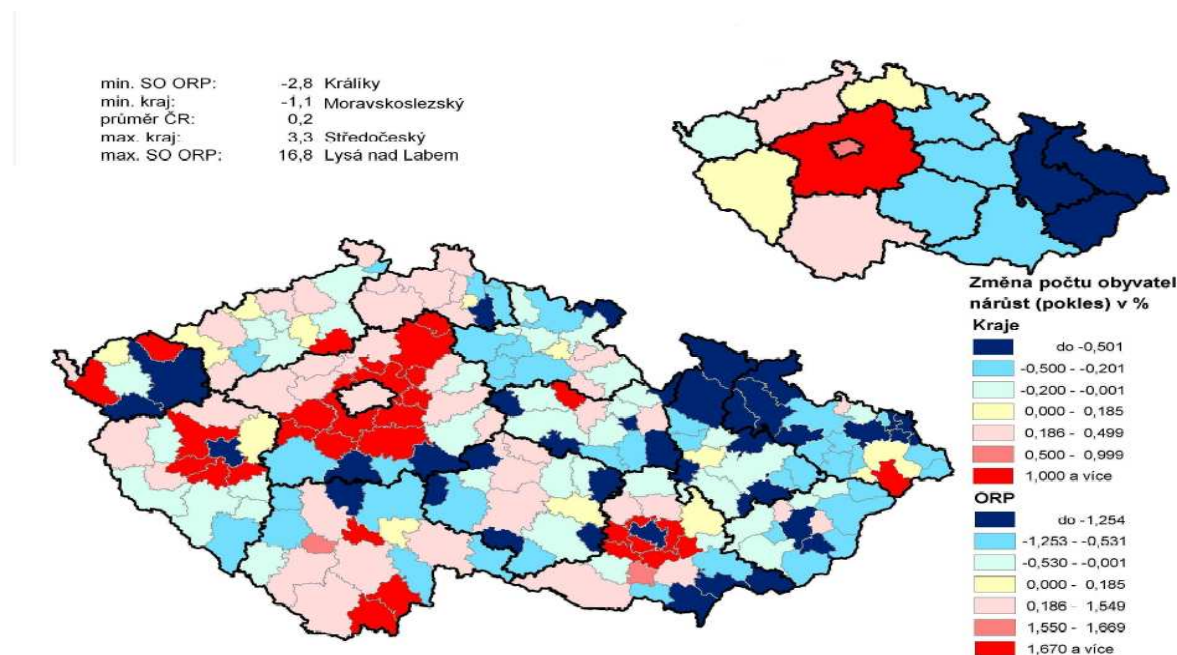 min. SO ORP: -2,8 Králíky
min. kraj: -1,1 Moravskoslezský
průměr ČR: 0,2
max. kraj: 3,3 Středočeský
max. SO ORP: 16,8 Lysá nad Labem
Změna počtu obyvatel
nárůst (pokles) v %
Kraje
do -0,501
-0,500 - -0,201
-0,200 - -0,001
0,000 - 0,185
0,186 - 0,499
0,500 - 0,999
1,000 a více
ORP
do -1,254
-1,253 - -0,531
-0,530 - -0,001
0,000 - 0,185
0,186 - 1,549
1,550 - 1,669
1,670 a více